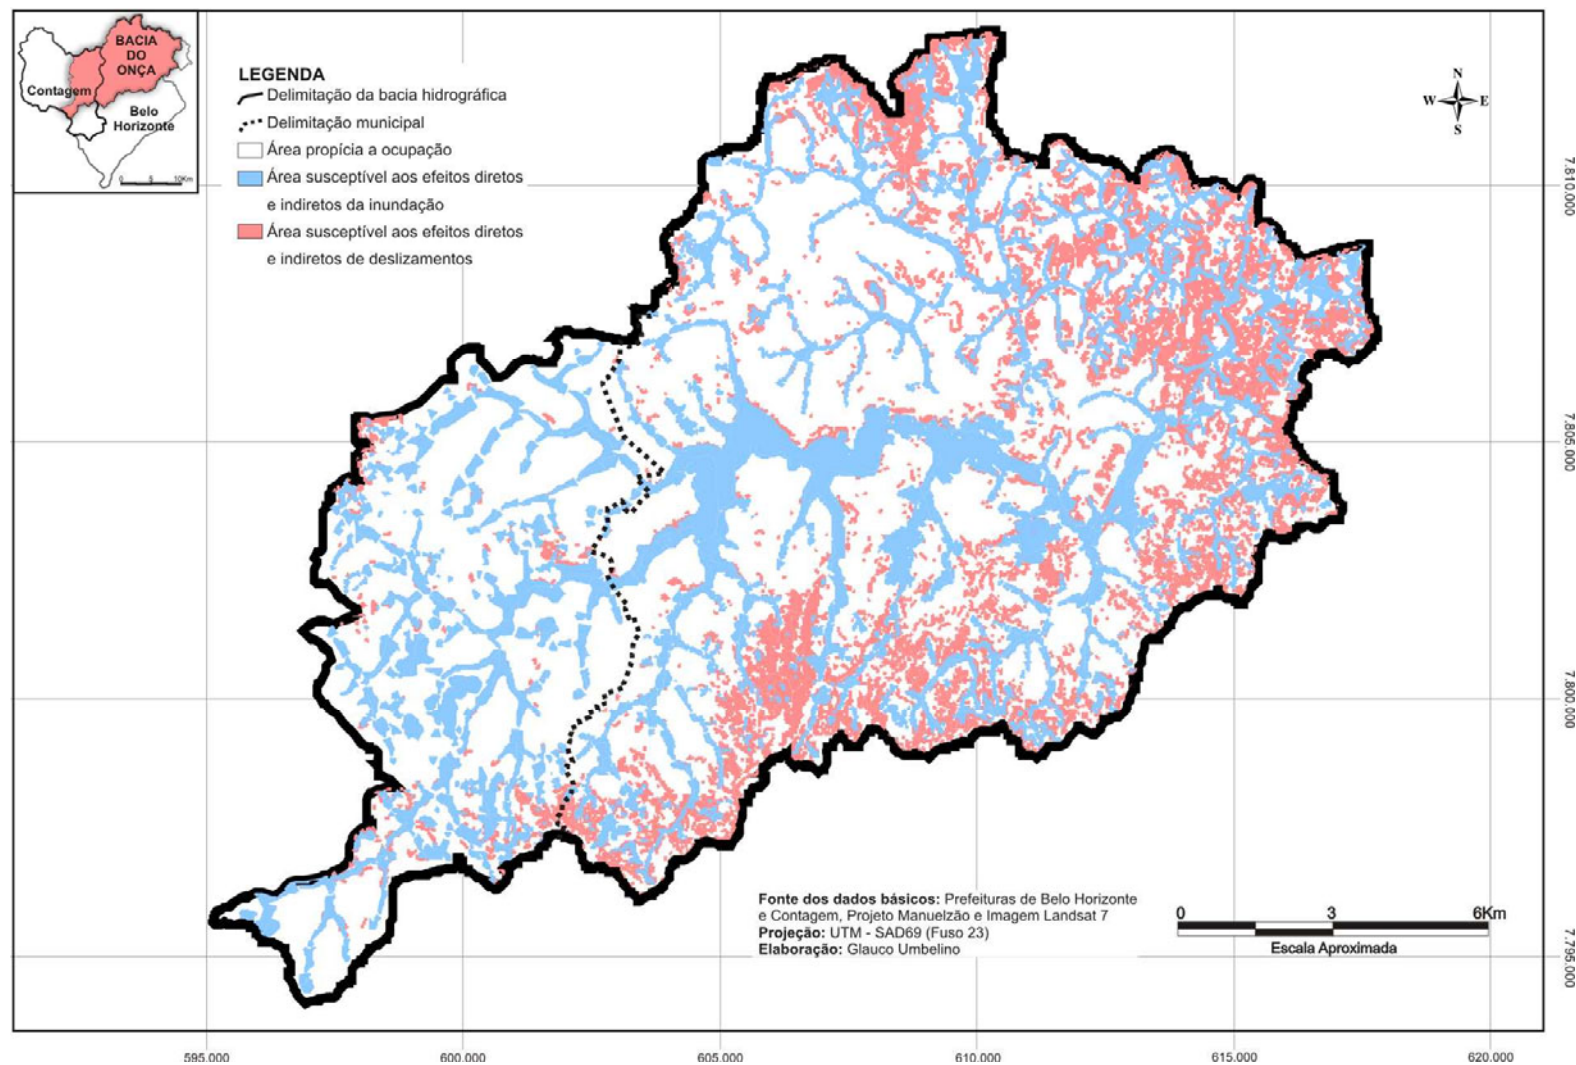 BACIA
DO
ONÇA
Contagem
Belo
Horizonte
0 5 10Km
LEGENDA
Delimitação da bacia hidrográfica
Delimitação municipal
Área propícia a ocupação
Área susceptível aos efeitos diretos
e indiretos da inundação
Área susceptível aos efeitos diretos
e indiretos de deslizamentos
N
W E
S
7.810.000
7.805.000
7.800.000
7.795.000
Fonte dos dados básicos: Prefeituras de Belo Horizonte
e Contagem, Projeto Manuelzão e Imagem Landsat 7
Projeção: UTM - SAD69 (Fuso 23)
Elaboração: Glauco Umbelino
0 3 6Km
Escala Aproximada
595.000 600.000 605.000 610.000 615.000 620.000